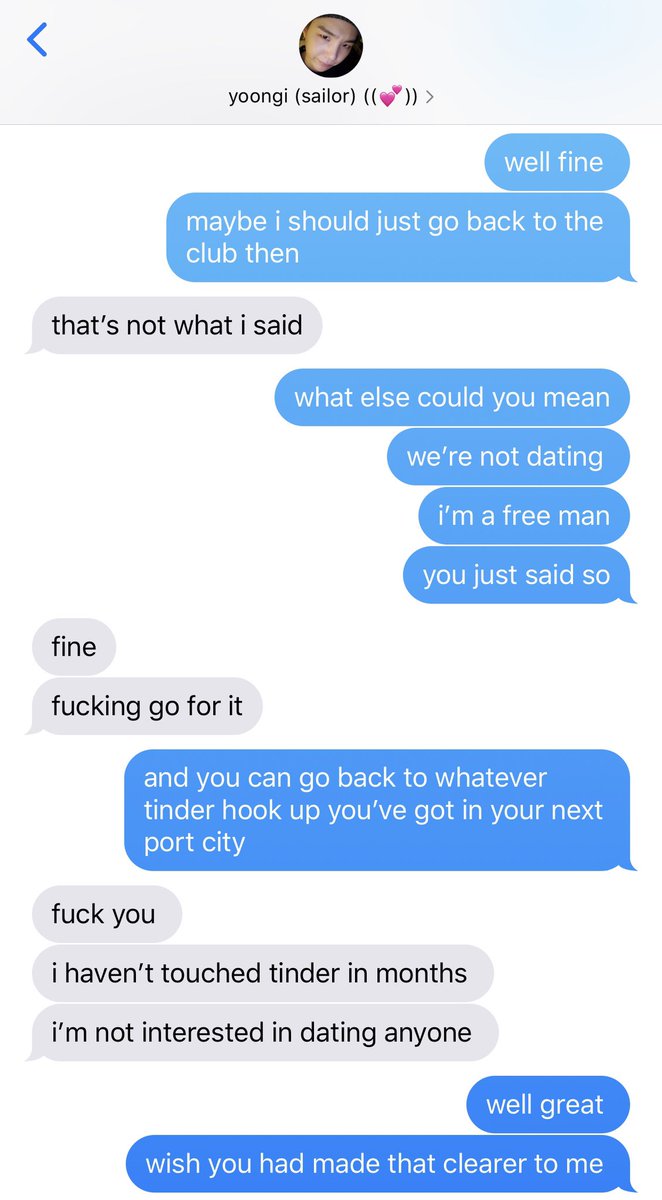 yoongi (sailor) ((💕))
well fine
maybe i should just go back to the
club then
that’s not what i said
what else could you mean
we’re not dating
i’m a free man
you just said so
fine
fucking go for it
and you can go back to whatever
tinder hook up you’ve got in your next
port city
fuck you
i haven’t touched tinder in months
i’m not interested in dating anyone
well great
wish you had made that clearer to me